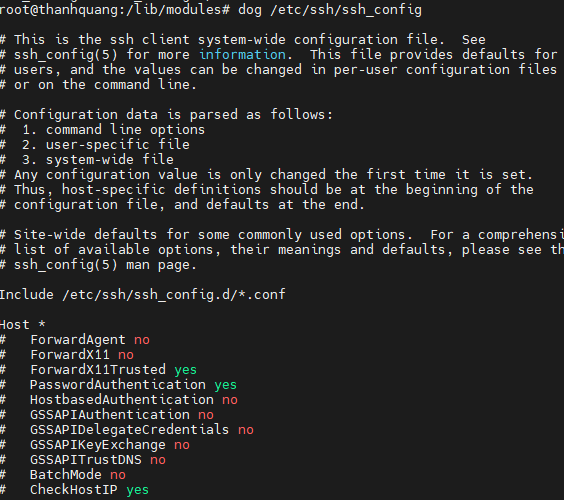 root@thanhquang:/lib/modules# dog /etc/ssh/ssh_config
# This is the ssh client system-wide configuration file.  See
# ssh_config(5) for more information.  This file provides defaults for
# users, and the values can be changed in per-user configuration files
# or on the command line.
# Configuration data is parsed as follows:
#  1. command line options
#  2. user-specific file
#  3. system-wide file
# Any configuration value is only changed the first time it is set.
# Thus, host-specific definitions should be at the beginning of the
# configuration file, and defaults at the end.
# Site-wide defaults for some commonly used options.  For a comprehensi
# list of available options, their meanings and defaults, please see th
# ssh_config(5) man page.
Include /etc/ssh/ssh_config.d/*.conf
Host *
#   ForwardAgent no
#   ForwardX11 no
#   ForwardX11Trusted yes
#   PasswordAuthentication yes
#   HostbasedAuthentication no
#   GSSAPIAuthentication no
#   GSSAPIDelegateCredentials no
#   GSSAPIKeyExchange no
#   GSSAPITrustDNS no
#   BatchMode no
#   CheckHostIP yes